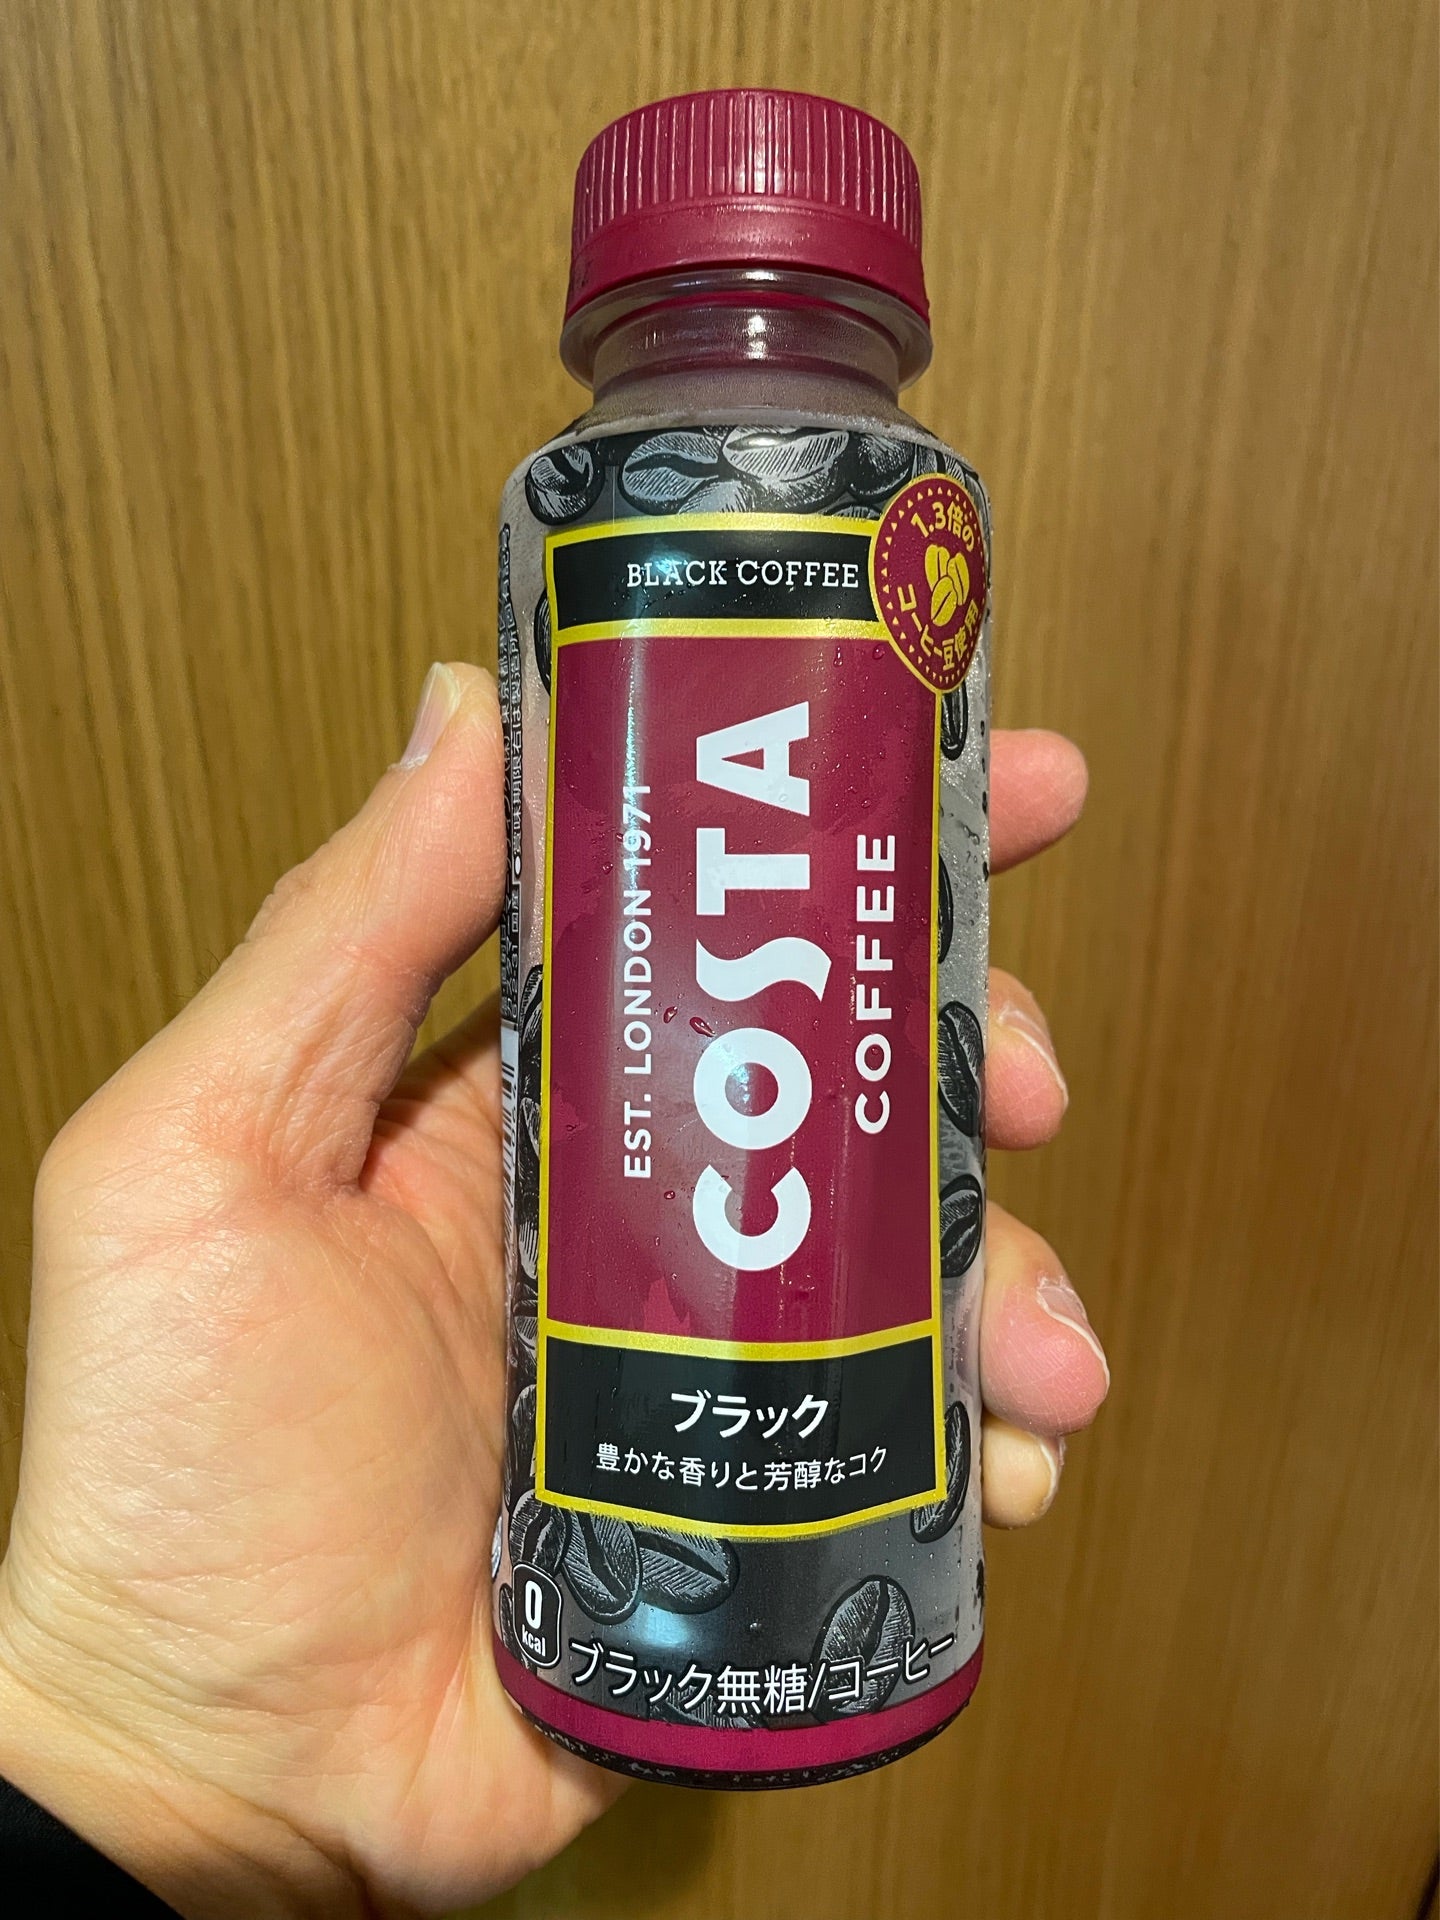 BLACK COFFEE
1.3倍の
コーヒー豆使用
EST. LONDON 1971
COSTA
COFFEE
ブラック
豊かな香りと芳醇なコク
0
kcal
ブラック無糖/コーヒー